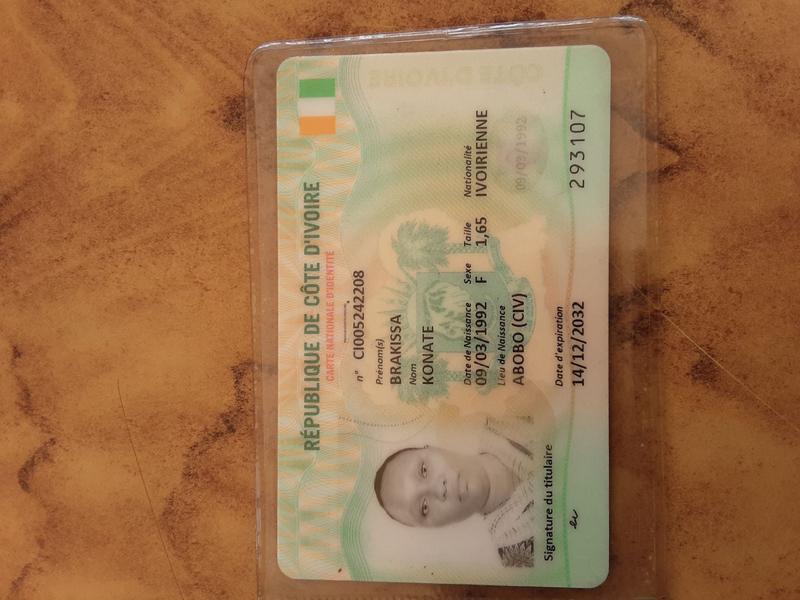 RÉPUBLIQUE DE CÔTE D'IVOIRE
CARTE NATIONALE D'IDENTITÉ
n° CI005242208
Prénom(s)
BRAKISSA
Nom
KONATE
Date de Naissance Sexe Taille Nationalité
09/03/1992 F 1,65 IVOIRIENNE
Lieu de Naissance
ABOBO (CIV)
09/03/1992
Date d'expiration
14/12/2032
293107
Signature du titulaire
CÔTE D'IVOIRE